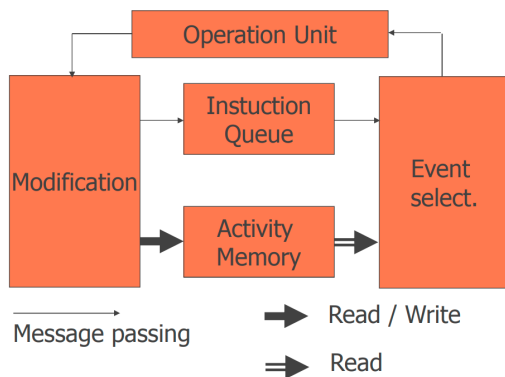 Operation Unit
Instuction
Queue
Modification
Event
select.
Activity
Memory
Message passing
Read / Write
Read